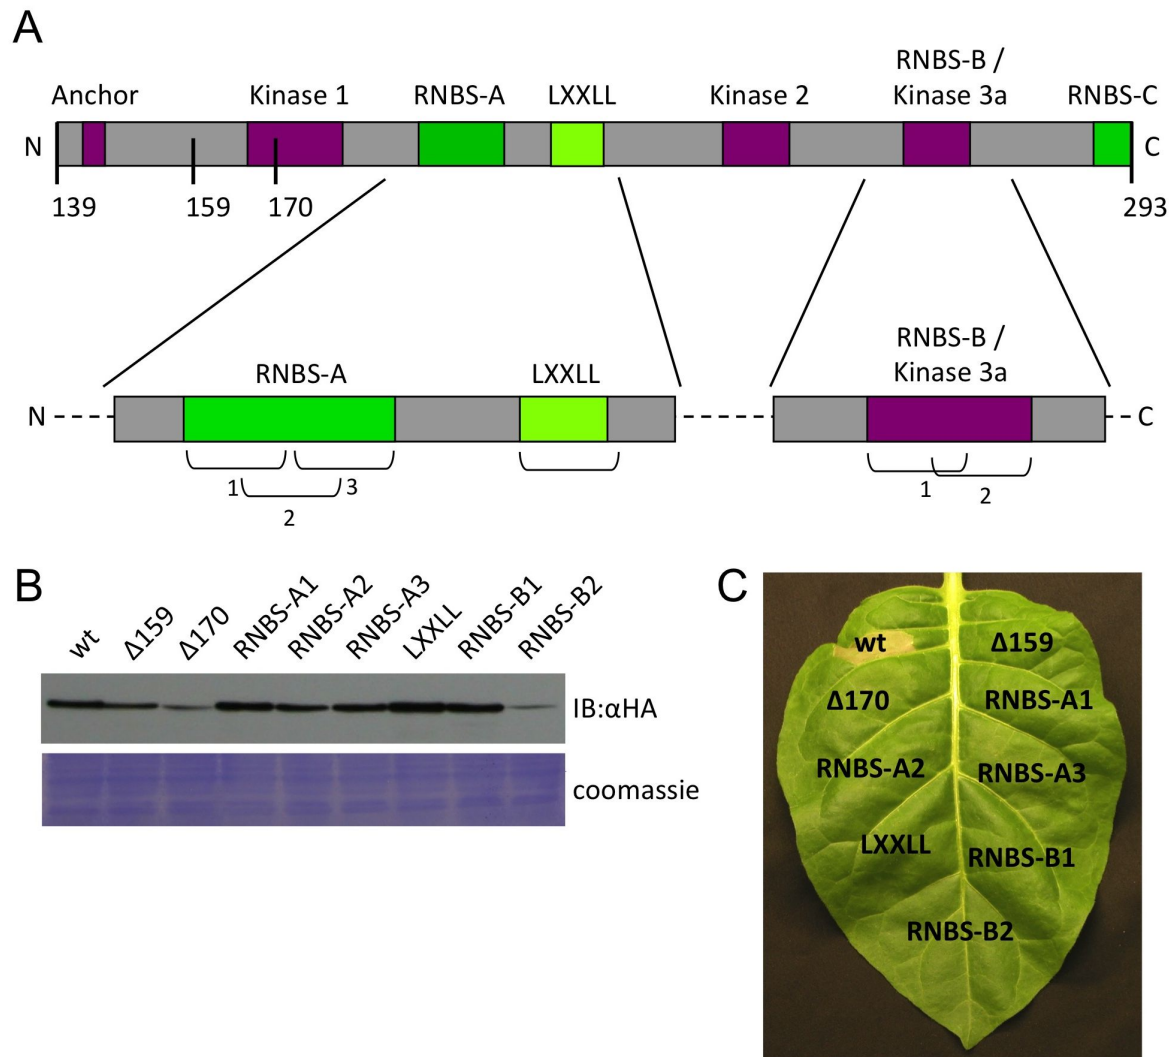 A
RNBS-B /
Anchor Kinase 1 RNBS-A LXXLL Kinase 2 Kinase 3a RNBS-C
N C
139 159 170 293
RNBS-B /
RNBS-A LXXLL Kinase 3a
N C
1 3 1 2
2
B
wt Δ159 Δ170 RNBS-A1 RNBS-A2 RNBS-A3 LXXLL RNBS-B1 RNBS-B2
IB:αHA
coomassie
C
wt Δ159
Δ170 RNBS-A1
RNBS-A2 RNBS-A3
LXXLL RNBS-B1
RNBS-B2